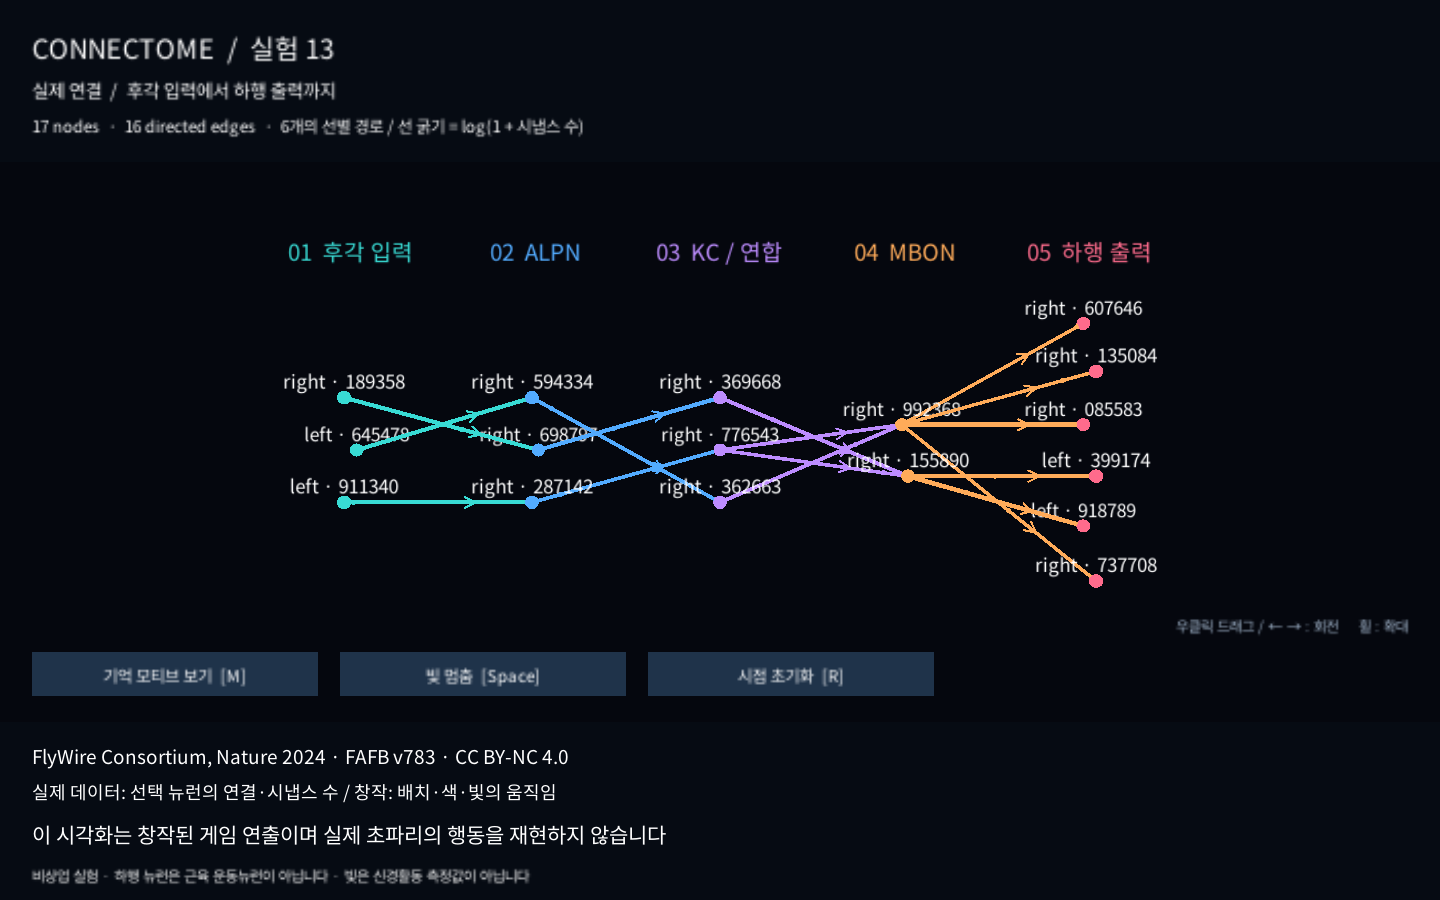 CONNECTOME / 실험 13
실제 연결 / 후각 입력에서 하행 출력까지
17 nodes · 16 directed edges · 6개의 선별 경로 / 선 굵기 = log(1 + 시냅스 수)
01 후각 입력
02 ALPN
03 KC / 연합
04 MBON
05 하행 출력
right · 607646
right · 135084
right · 189358
right · 594334
right · 369668
right · 992368
right · 085583
left · 645478
right · 698797
right · 776543
right · 155890
left · 399174
left · 911340
right · 287142
right · 362663
left · 918789
right · 737708
우클릭 드래그 / ← → : 회전 휠 : 확대
기억 모티브 보기 [M]
빛 멈춤 [Space]
시점 초기화 [R]
FlyWire Consortium, Nature 2024 · FAFB v783 · CC BY-NC 4.0
실제 데이터: 선택 뉴런의 연결·시냅스 수 / 창작: 배치·색·빛의 움직임
이 시각화는 창작된 게임 연출이며 실제 초파리의 행동을 재현하지 않습니다
비상업 실험 · 하행 뉴런은 근육 운동뉴런이 아닙니다 · 빛은 신경활동 측정값이 아닙니다